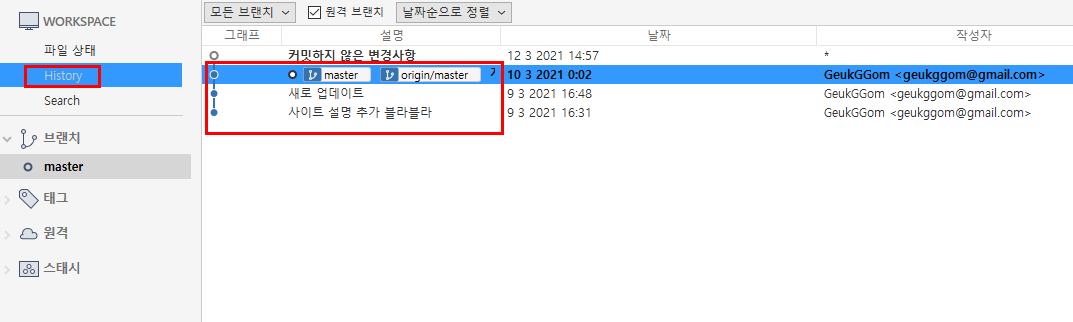 모든 브랜치 원격 브랜치 날짜순으로 정렬
WORKSPACE
파일 상태
History
Search
브랜치
master
태그
원격
스태시
그래프 설명 날짜 작성자
커밋하지 않은 변경사항 12 3 2021 14:57 *
master origin/master 10 3 2021 0:02 GeukGGom <geukggom@gmail.com>
새로 업데이트 9 3 2021 16:48 GeukGGom <geukggom@gmail.com>
사이트 설명 추가 블라블라 9 3 2021 16:31 GeukGGom <geukggom@gmail.com>